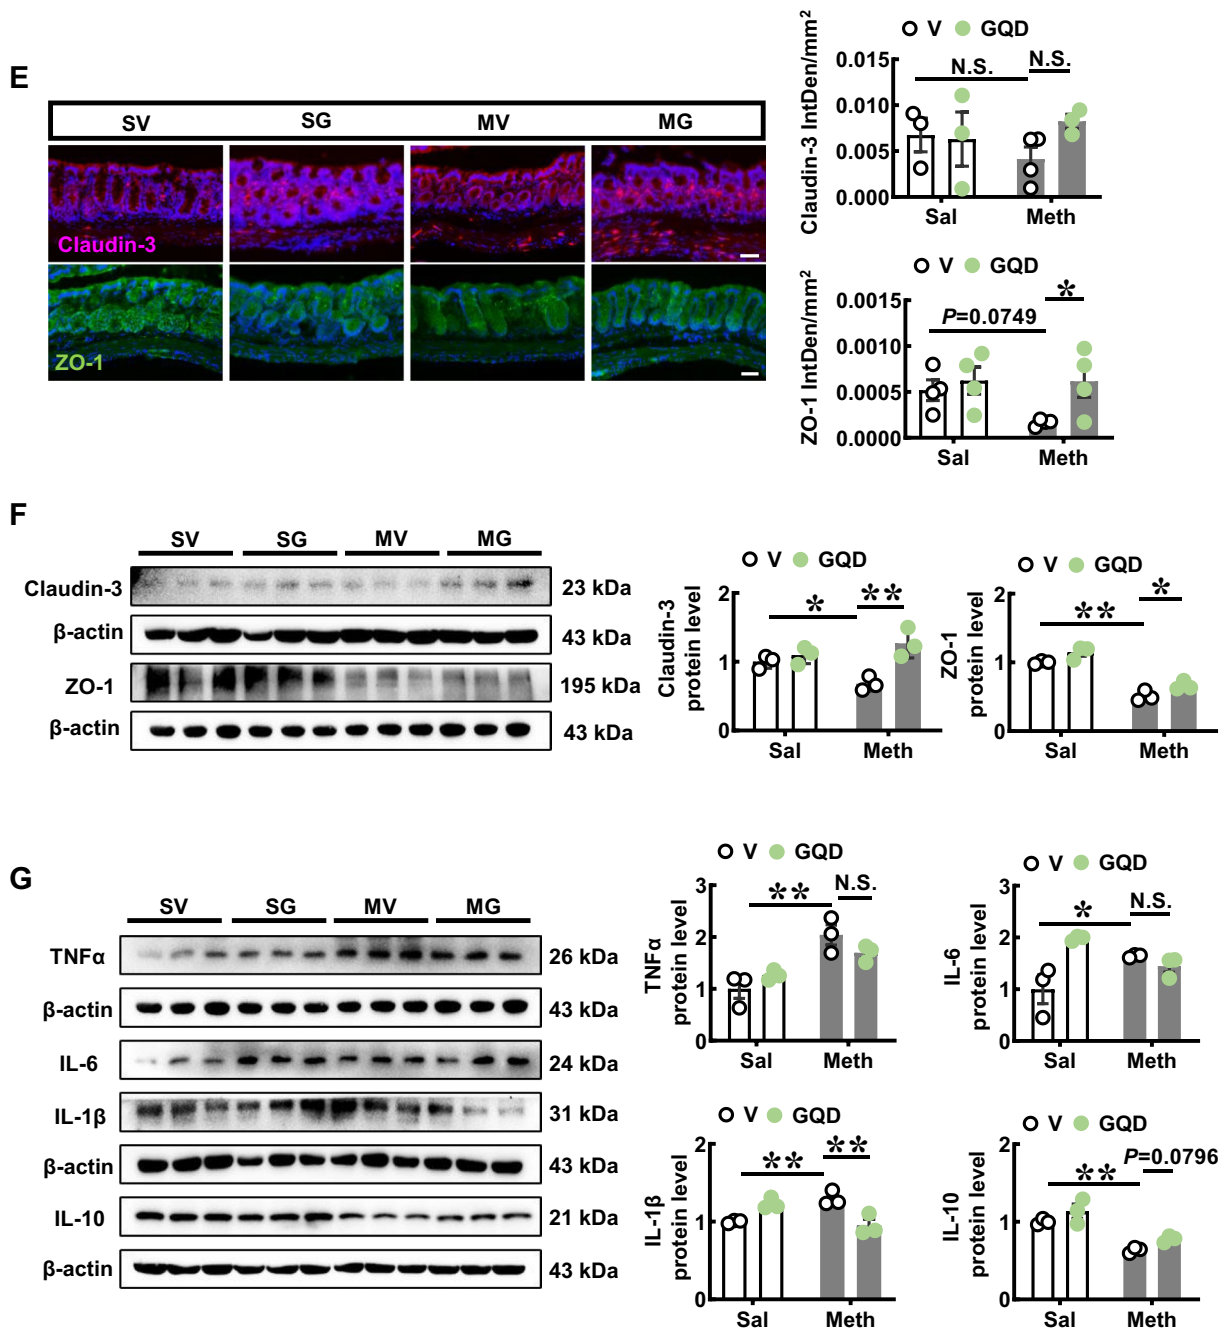 E
SV SG MV MG
Claudin-3
ZO-1
V GQD
Claudin-3 IntDen/mm²
0.015
0.010
0.005
0.000
N.S. N.S.
Sal Meth
V GQD
ZO-1 IntDen/mm²
0.0015
0.0010
0.0005
0.0000
P=0.0749 *
Sal Meth
F
SV SG MV MG
Claudin-3 23 kDa
β-actin 43 kDa
ZO-1 195 kDa
β-actin 43 kDa
V GQD
Claudin-3
protein level
2
1
0
* **
Sal Meth
V GQD
ZO-1
protein level
2
1
0
** *
Sal Meth
G
SV SG MV MG
TNFα 26 kDa
β-actin 43 kDa
IL-6 24 kDa
IL-1β 31 kDa
β-actin 43 kDa
IL-10 21 kDa
β-actin 43 kDa
V GQD
TNFα
protein level
3
2
1
0
** N.S.
Sal Meth
V GQD
IL-6
protein level
3
2
1
0
* N.S.
Sal Meth
V GQD
IL-1β
protein level
2
1
0
** **
Sal Meth
V GQD
IL-10
protein level
2
1
0
** P=0.0796
Sal Meth